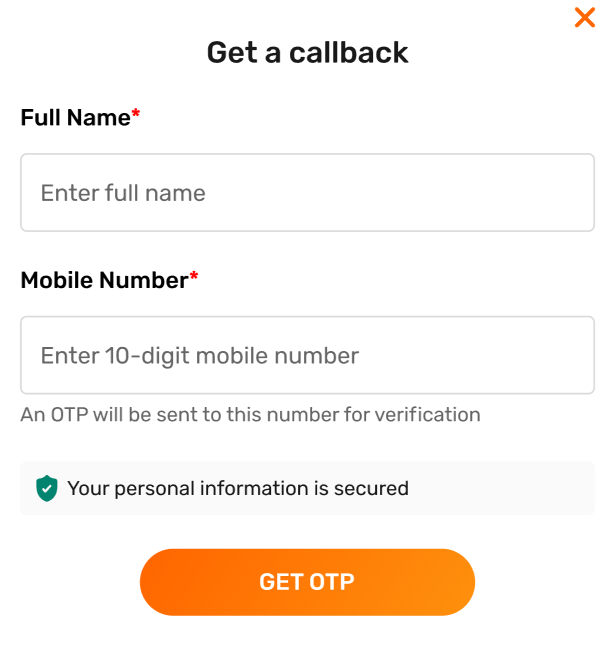 Get a callback
Full Name*
Enter full name
Mobile Number*
Enter 10-digit mobile number
An OTP will be sent to this number for verification
Your personal information is secured
GET OTP